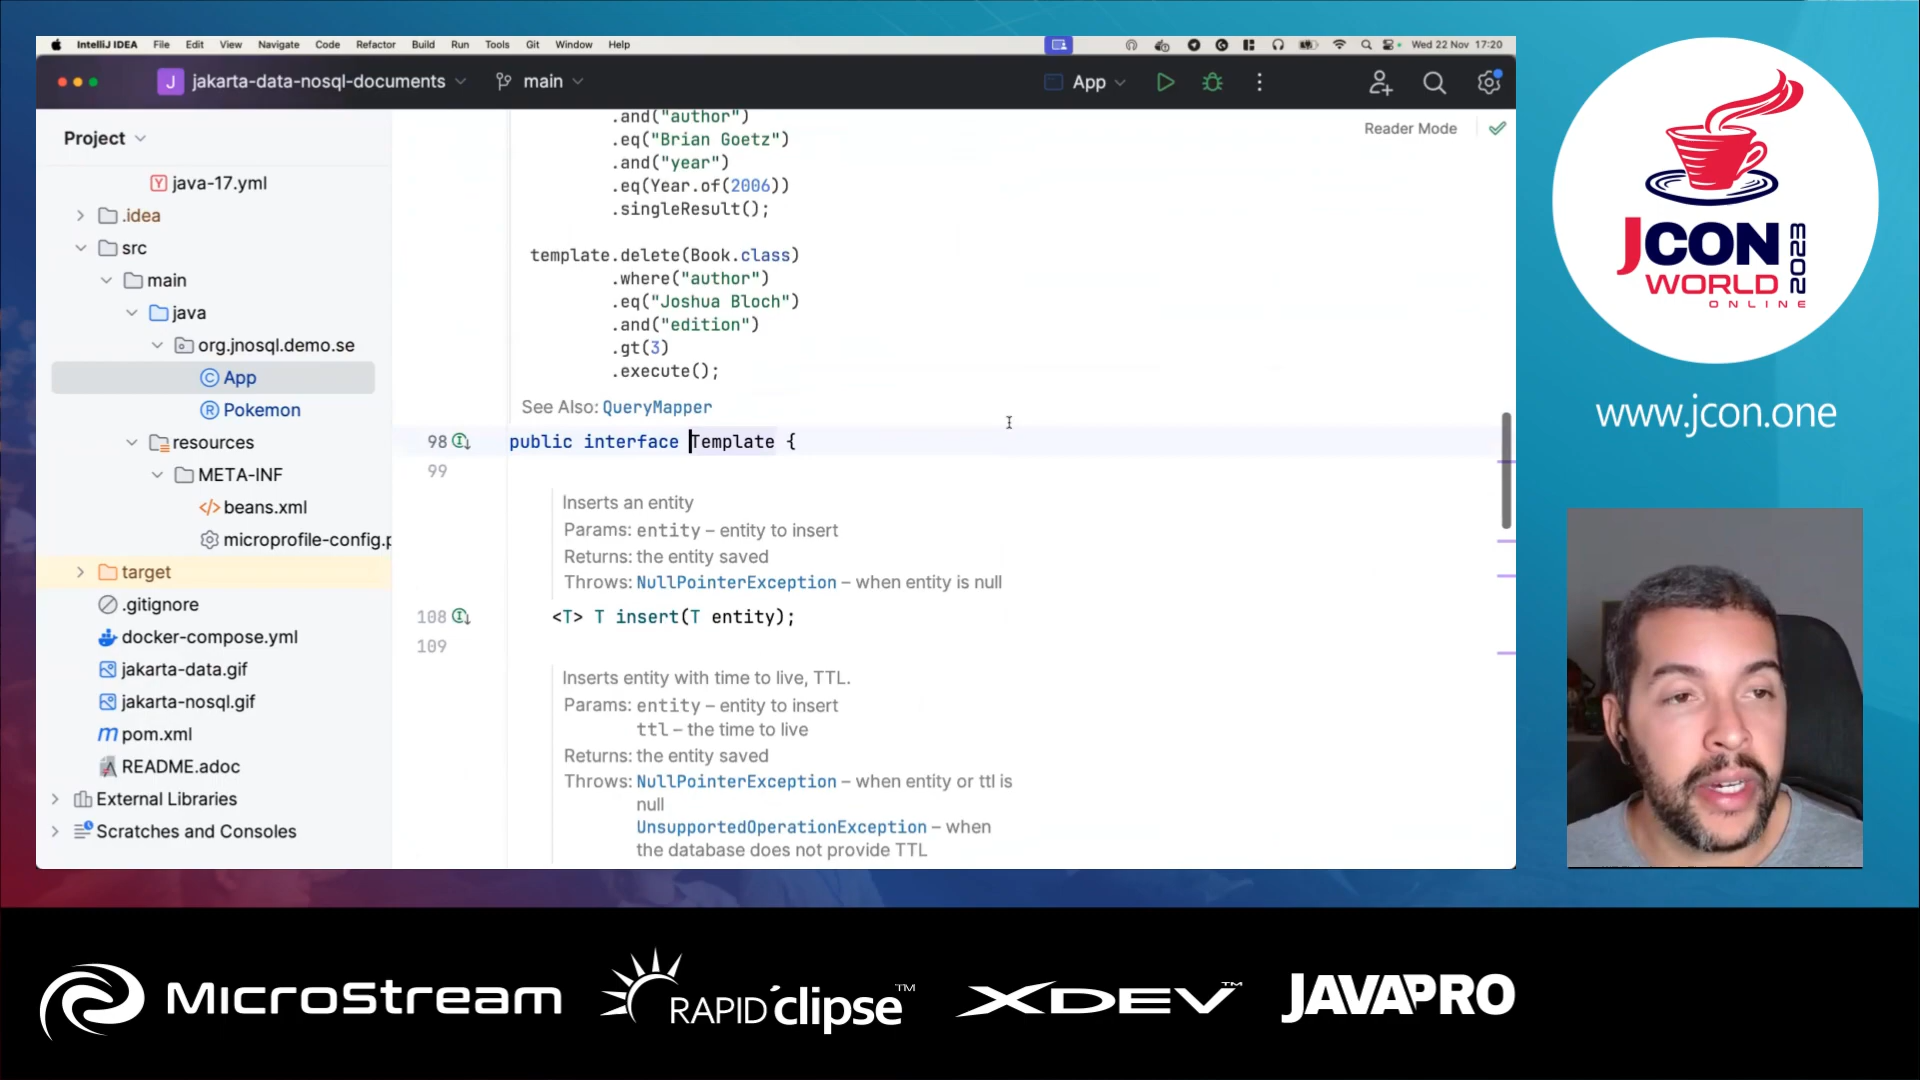 IntelliJ IDEA File Edit View Navigate Code Refactor Build Run Tools Git Window Help
Wed 22 Nov 17:20
J jakarta-data-nosql-documents main App
Project
java-17.yml
.idea
src
main
java
org.jnosql.demo.se
App
Pokemon
resources
META-INF
beans.xml
microprofile-config.p
target
.gitignore
docker-compose.yml
jakarta-data.gif
jakarta-nosql.gif
pom.xml
README.adoc
External Libraries
Scratches and Consoles
Reader Mode
.and("author")
.eq("Brian Goetz")
.and("year")
.eq(Year.of(2006))
.singleResult();
template.delete(Book.class)
.where("author")
.eq("Joshua Bloch")
.and("edition")
.gt(3)
.execute();
See Also: QueryMapper
98 public interface Template {
99
Inserts an entity
Params: entity – entity to insert
Returns: the entity saved
Throws: NullPointerException – when entity is null
108 <T> T insert(T entity);
109
Inserts entity with time to live, TTL.
Params: entity – entity to insert
ttl – the time to live
Returns: the entity saved
Throws: NullPointerException – when entity or ttl is
null
UnsupportedOperationException – when
the database does not provide TTL
JCON
WORLD
ONLINE
2023
www.jcon.one
MicroStream
RAPIDclipse™
XDEV™
JAVAPRO